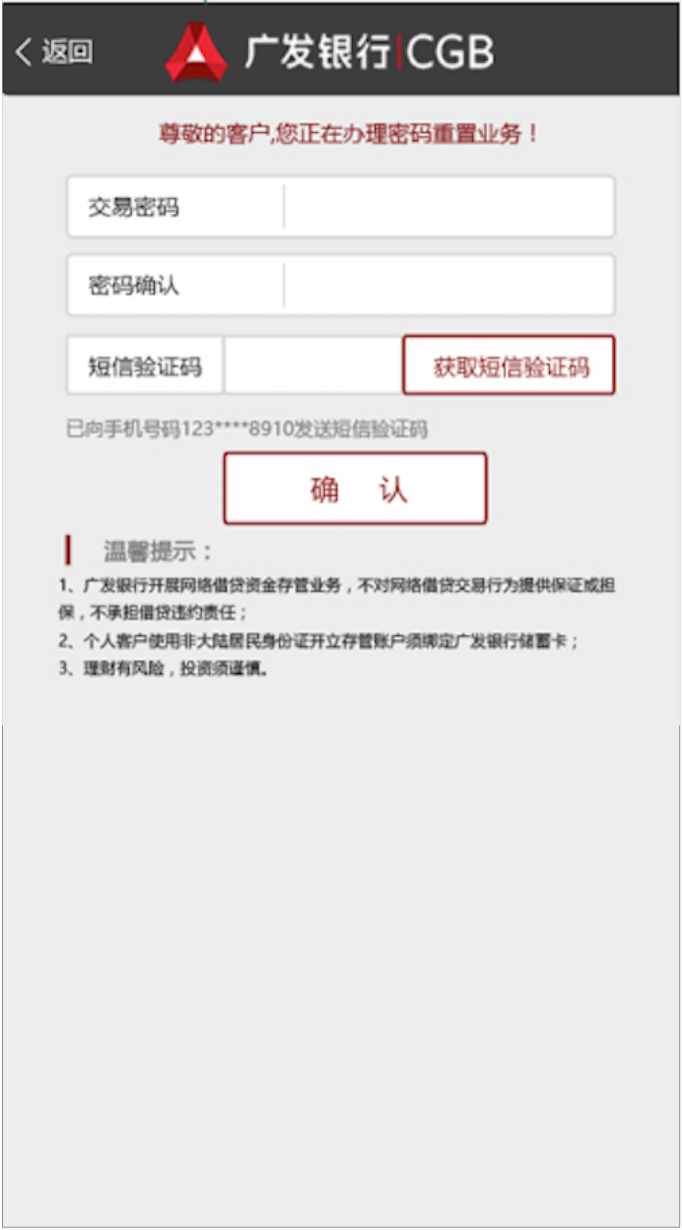 返回
广发银行|CGB
尊敬的客户,您正在办理密码重置业务！
交易密码
密码确认
短信验证码 获取短信验证码
已向手机号码123****8910发送短信验证码
确 认
温馨提示：
1、广发银行开展网络借贷资金存管业务，不对网络借贷交易行为提供保证或担
保，不承担借贷违约责任；
2、个人客户使用非大陆居民身份证开立存管账户须绑定广发银行储蓄卡；
3、理财有风险，投资须谨慎。